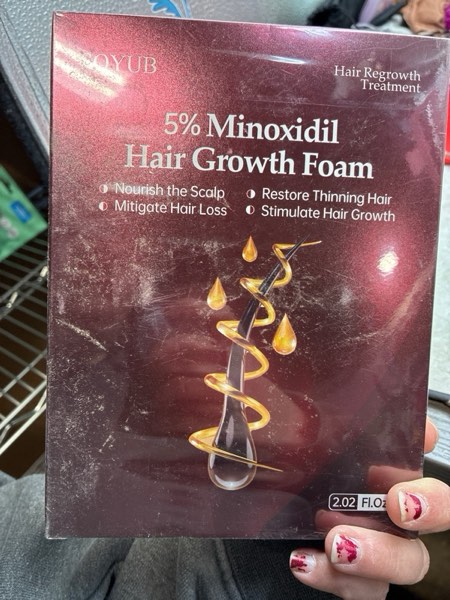 OYUB
Hair Regrowth
Treatment
5% Minoxidil
Hair Growth Foam
Nourish the Scalp
Restore Thinning Hair
Mitigate Hair Loss
Stimulate Hair Growth
2.02 Fl.Oz